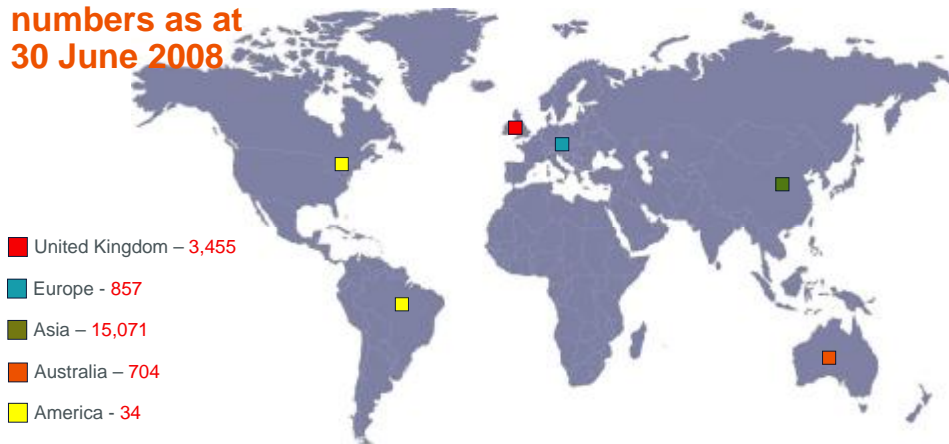 numbers as at
30 June 2008
United Kingdom – 3,455
Europe - 857
Asia – 15,071
Australia – 704
America - 34